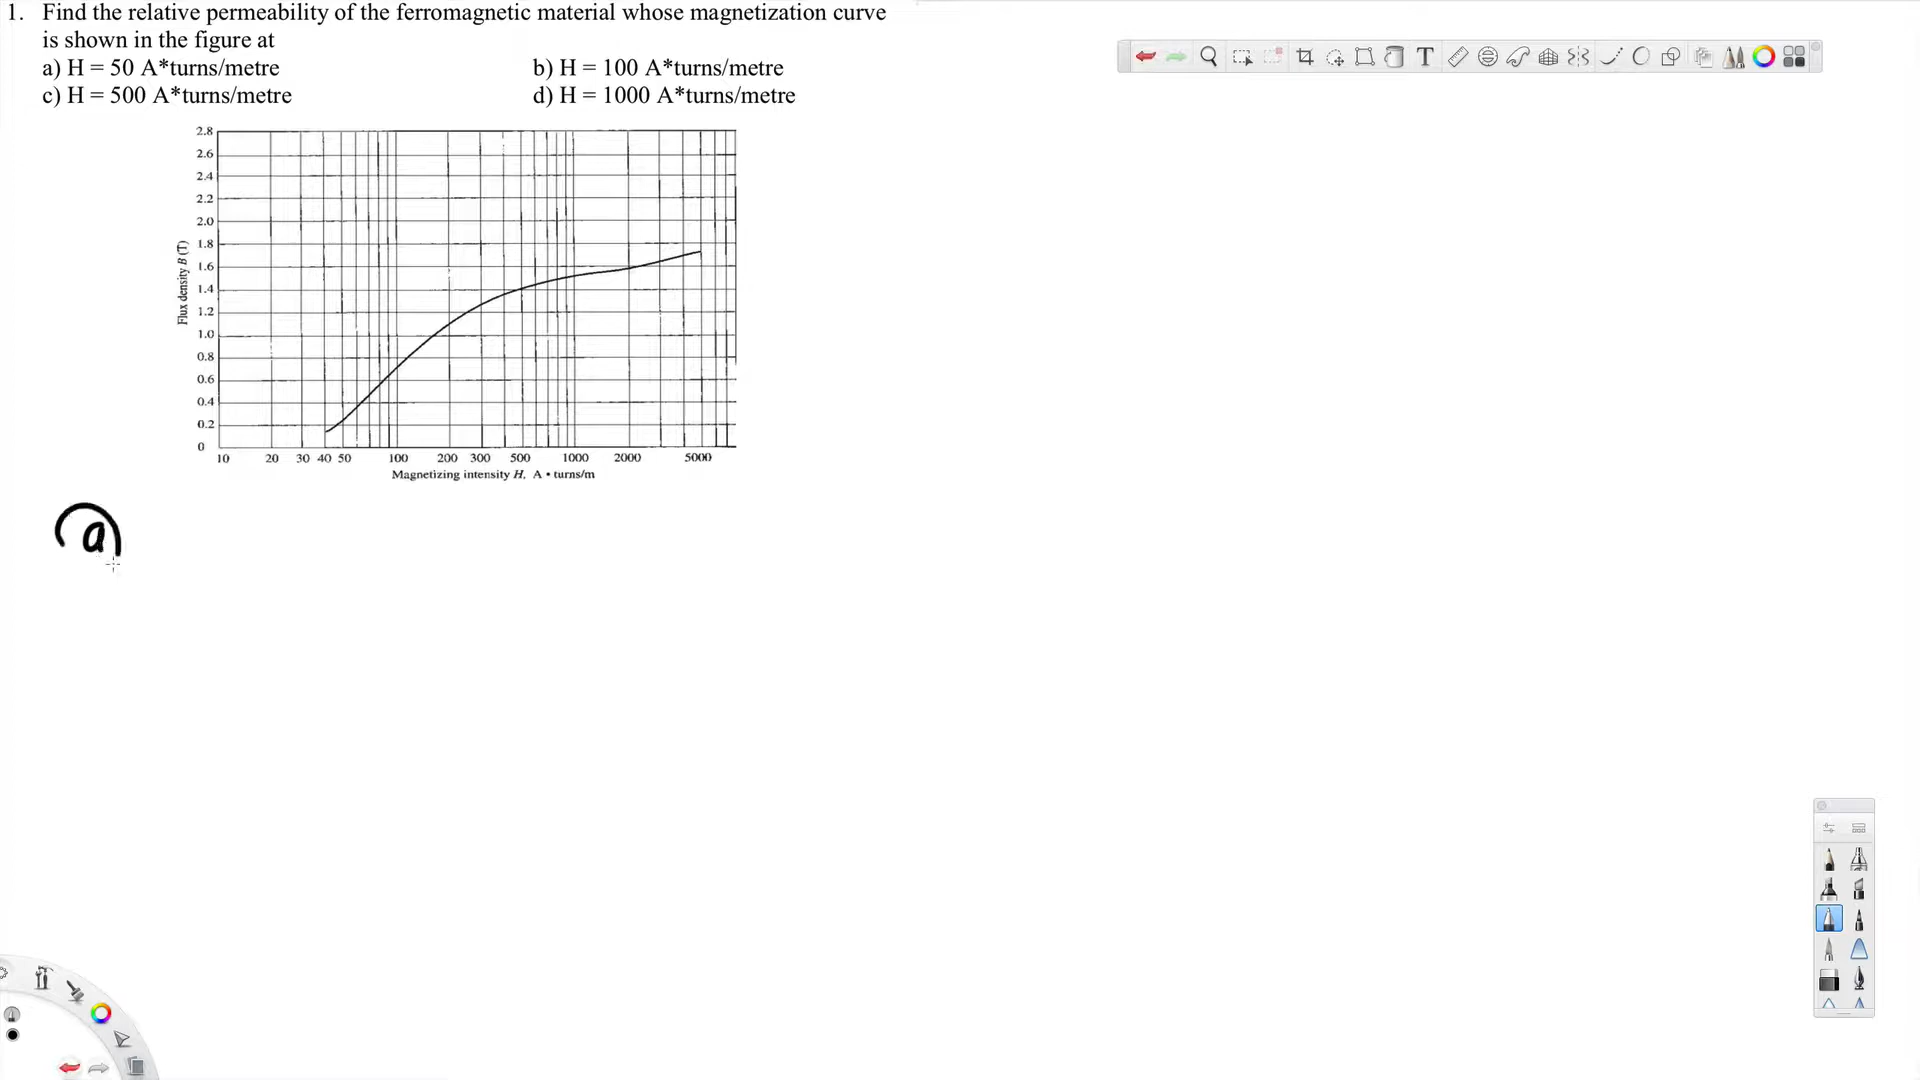 1. Find the relative permeability of the ferromagnetic material whose magnetization curve
is shown in the figure at
a) H = 50 A*turns/metre b) H = 100 A*turns/metre
c) H = 500 A*turns/metre d) H = 1000 A*turns/metre
2.8
2.6
2.4
2.2
2.0
1.8
1.6
1.4
1.2
1.0
0.8
0.6
0.4
0.2
0
Flux density B (T)
10 20 30 40 50 100 200 300 500 1000 2000 5000
Magnetizing intensity H, A • turns/m
a
T